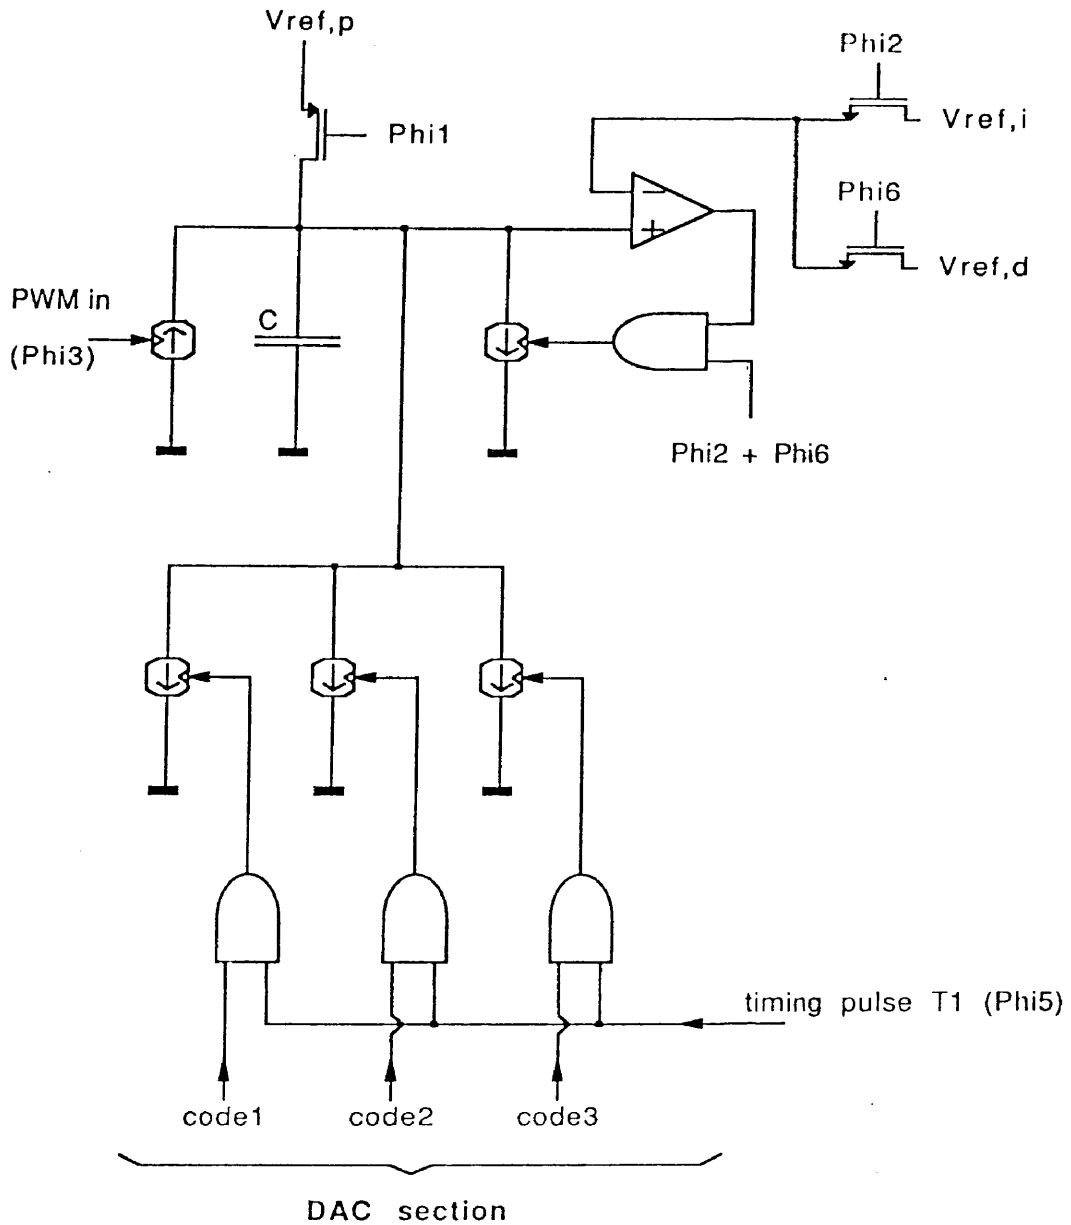 Vref,p
Phi2
Phi1
Vref,i
Phi6
Vref,d
PWM in
(Phi3)
C
Phi2 + Phi6
timing pulse T1 (Phi5)
code1
code2
code3
DAC section